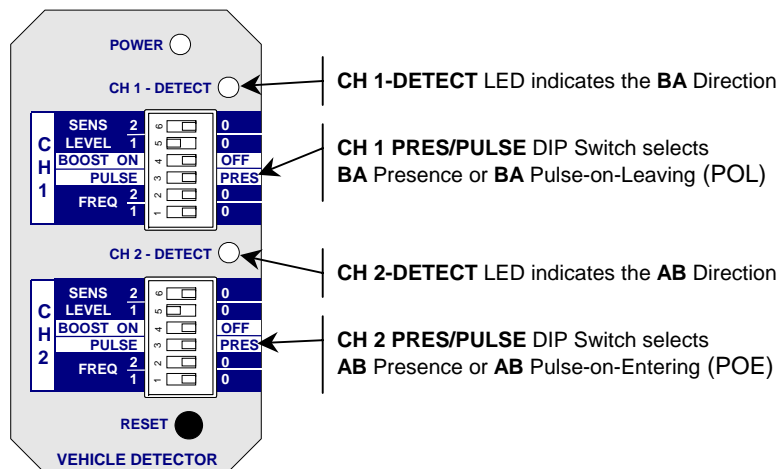 POWER
CH 1 - DETECT
CH 1-DETECT LED indicates the BA Direction
CH1
SENS 2 6 0
LEVEL 1 5 0
BOOST ON 4 OFF
PULSE 3 PRES
FREQ 2 2 0
1 1 0
CH 1 PRES/PULSE DIP Switch selects
BA Presence or BA Pulse-on-Leaving (POL)
CH 2 - DETECT
CH 2-DETECT LED indicates the AB Direction
CH2
SENS 2 6 0
LEVEL 1 5 0
BOOST ON 4 OFF
PULSE 3 PRES
FREQ 2 2 0
1 1 0
CH 2 PRES/PULSE DIP Switch selects
AB Presence or AB Pulse-on-Entering (POE)
RESET
VEHICLE DETECTOR